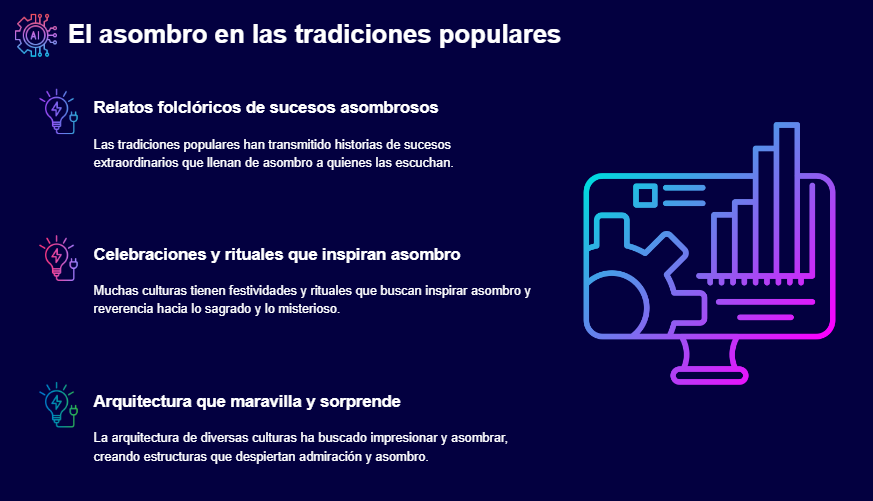 AI
El asombro en las tradiciones populares
Relatos folclóricos de sucesos asombrosos
Las tradiciones populares han transmitido historias de sucesos
extraordinarios que llenan de asombro a quienes las escuchan.
Celebraciones y rituales que inspiran asombro
Muchas culturas tienen festividades y rituales que buscan inspirar asombro y
reverencia hacia lo sagrado y lo misterioso.
Arquitectura que maravilla y sorprende
La arquitectura de diversas culturas ha buscado impresionar y asombrar,
creando estructuras que despiertan admiración y asombro.